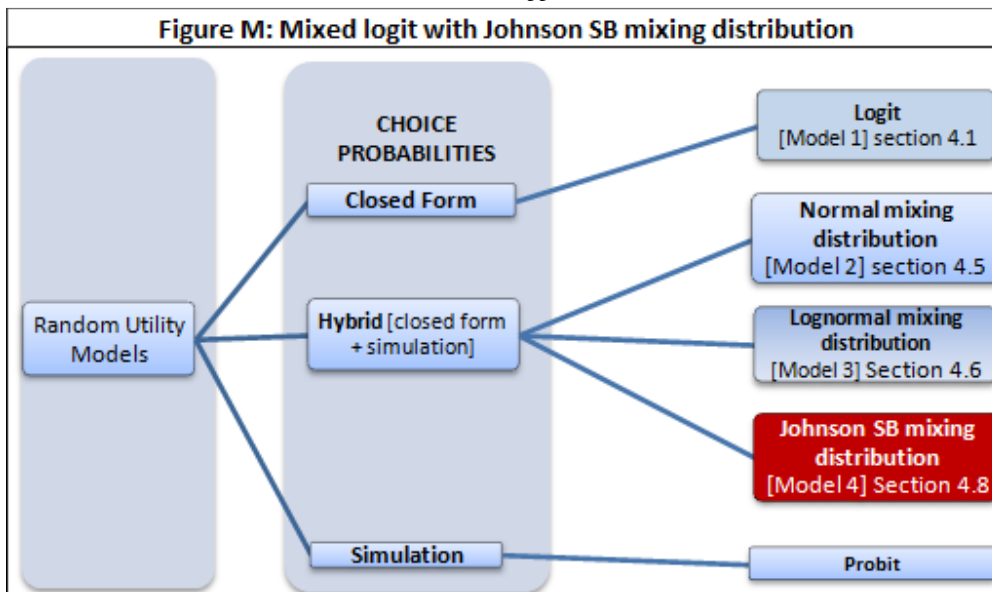 Figure M: Mixed logit with Johnson SB mixing distribution
CHOICE
PROBABILITIES
Closed Form
Random Utility
Models
Hybrid [closed form
+ simulation]
Simulation
Logit
[Model 1] section 4.1
Normal mixing
distribution
[Model 2] section 4.5
Lognormal mixing
distribution
[Model 3] Section 4.6
Johnson SB mixing
distribution
[Model 4] Section 4.8
Probit